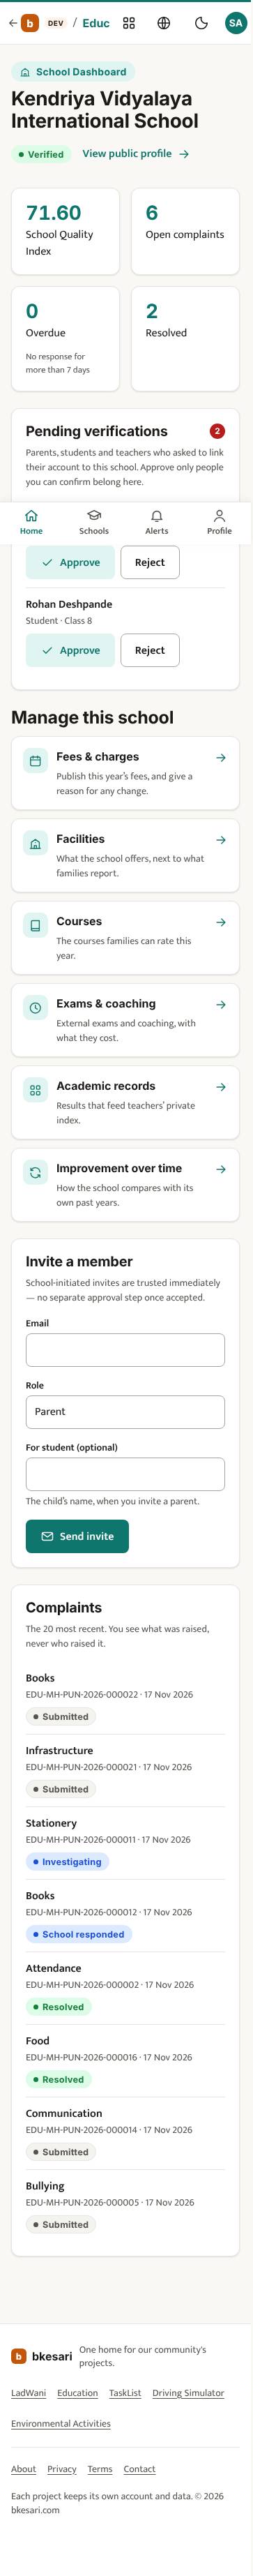 b DEV / Educ SA
School Dashboard
Kendriya Vidyalaya
International School
Verified View public profile
71.60
School Quality
Index
6
Open complaints
0
Overdue
No response for
more than 7 days
2
Resolved
Pending verifications 2
Parents, students and teachers who asked to link
their account to this school. Approve only people
you can confirm belong here.
Home Schools Alerts Profile
Approve Reject
Rohan Deshpande
Student · Class 8
Approve Reject
Manage this school
Fees & charges
Publish this year's fees, and give a
reason for any change.
Facilities
What the school offers, next to what
families report.
Courses
The courses families can rate this
year.
Exams & coaching
External exams and coaching, with
what they cost.
Academic records
Results that feed teachers' private
index.
Improvement over time
How the school compares with its
own past years.
Invite a member
School-initiated invites are trusted immediately
— no separate approval step once accepted.
Email
Role
Parent
For student (optional)
The child's name, when you invite a parent.
Send invite
Complaints
The 20 most recent. You see what was raised,
never who raised it.
Books
EDU-MH-PUN-2026-000022 · 17 Nov 2026
Submitted
Infrastructure
EDU-MH-PUN-2026-000021 · 17 Nov 2026
Submitted
Stationery
EDU-MH-PUN-2026-000011 · 17 Nov 2026
Investigating
Books
EDU-MH-PUN-2026-000012 · 17 Nov 2026
School responded
Attendance
EDU-MH-PUN-2026-000002 · 17 Nov 2026
Resolved
Food
EDU-MH-PUN-2026-000016 · 17 Nov 2026
Resolved
Communication
EDU-MH-PUN-2026-000014 · 17 Nov 2026
Submitted
Bullying
EDU-MH-PUN-2026-000005 · 17 Nov 2026
Submitted
b bkesari One home for our community's
projects.
LadWani Education TaskList Driving Simulator
Environmental Activities
About Privacy Terms Contact
Each project keeps its own account and data. © 2026
bkesari.com